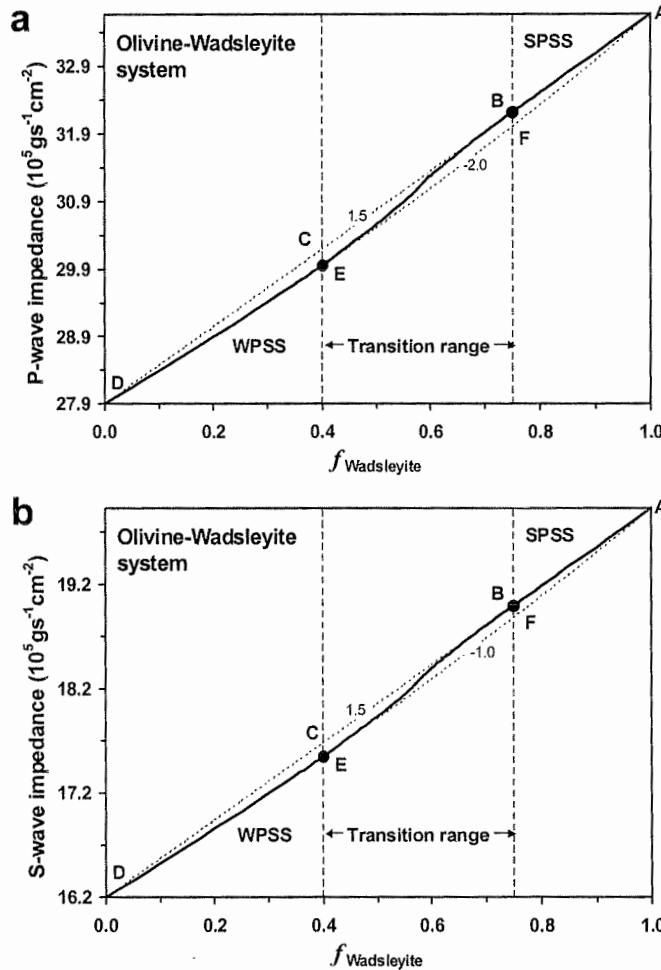 a
Olivine-Wadsleyite
system
SPSS
A
B
F
-2.0
1.5
C
E
D
WPSS
Transition range
P-wave impedance (10⁵gs⁻¹cm⁻²)
32.9
31.9
30.9
29.9
28.9
27.9
0.0 0.2 0.4 0.6 0.8 1.0
f Wadsleyite
b
Olivine-Wadsleyite
system
SPSS
A
B
F
-1.0
1.5
C
E
D
WPSS
Transition range
S-wave impedance (10⁵gs⁻¹cm⁻²)
19.2
18.2
17.2
16.2
0.0 0.2 0.4 0.6 0.8 1.0
f Wadsleyite